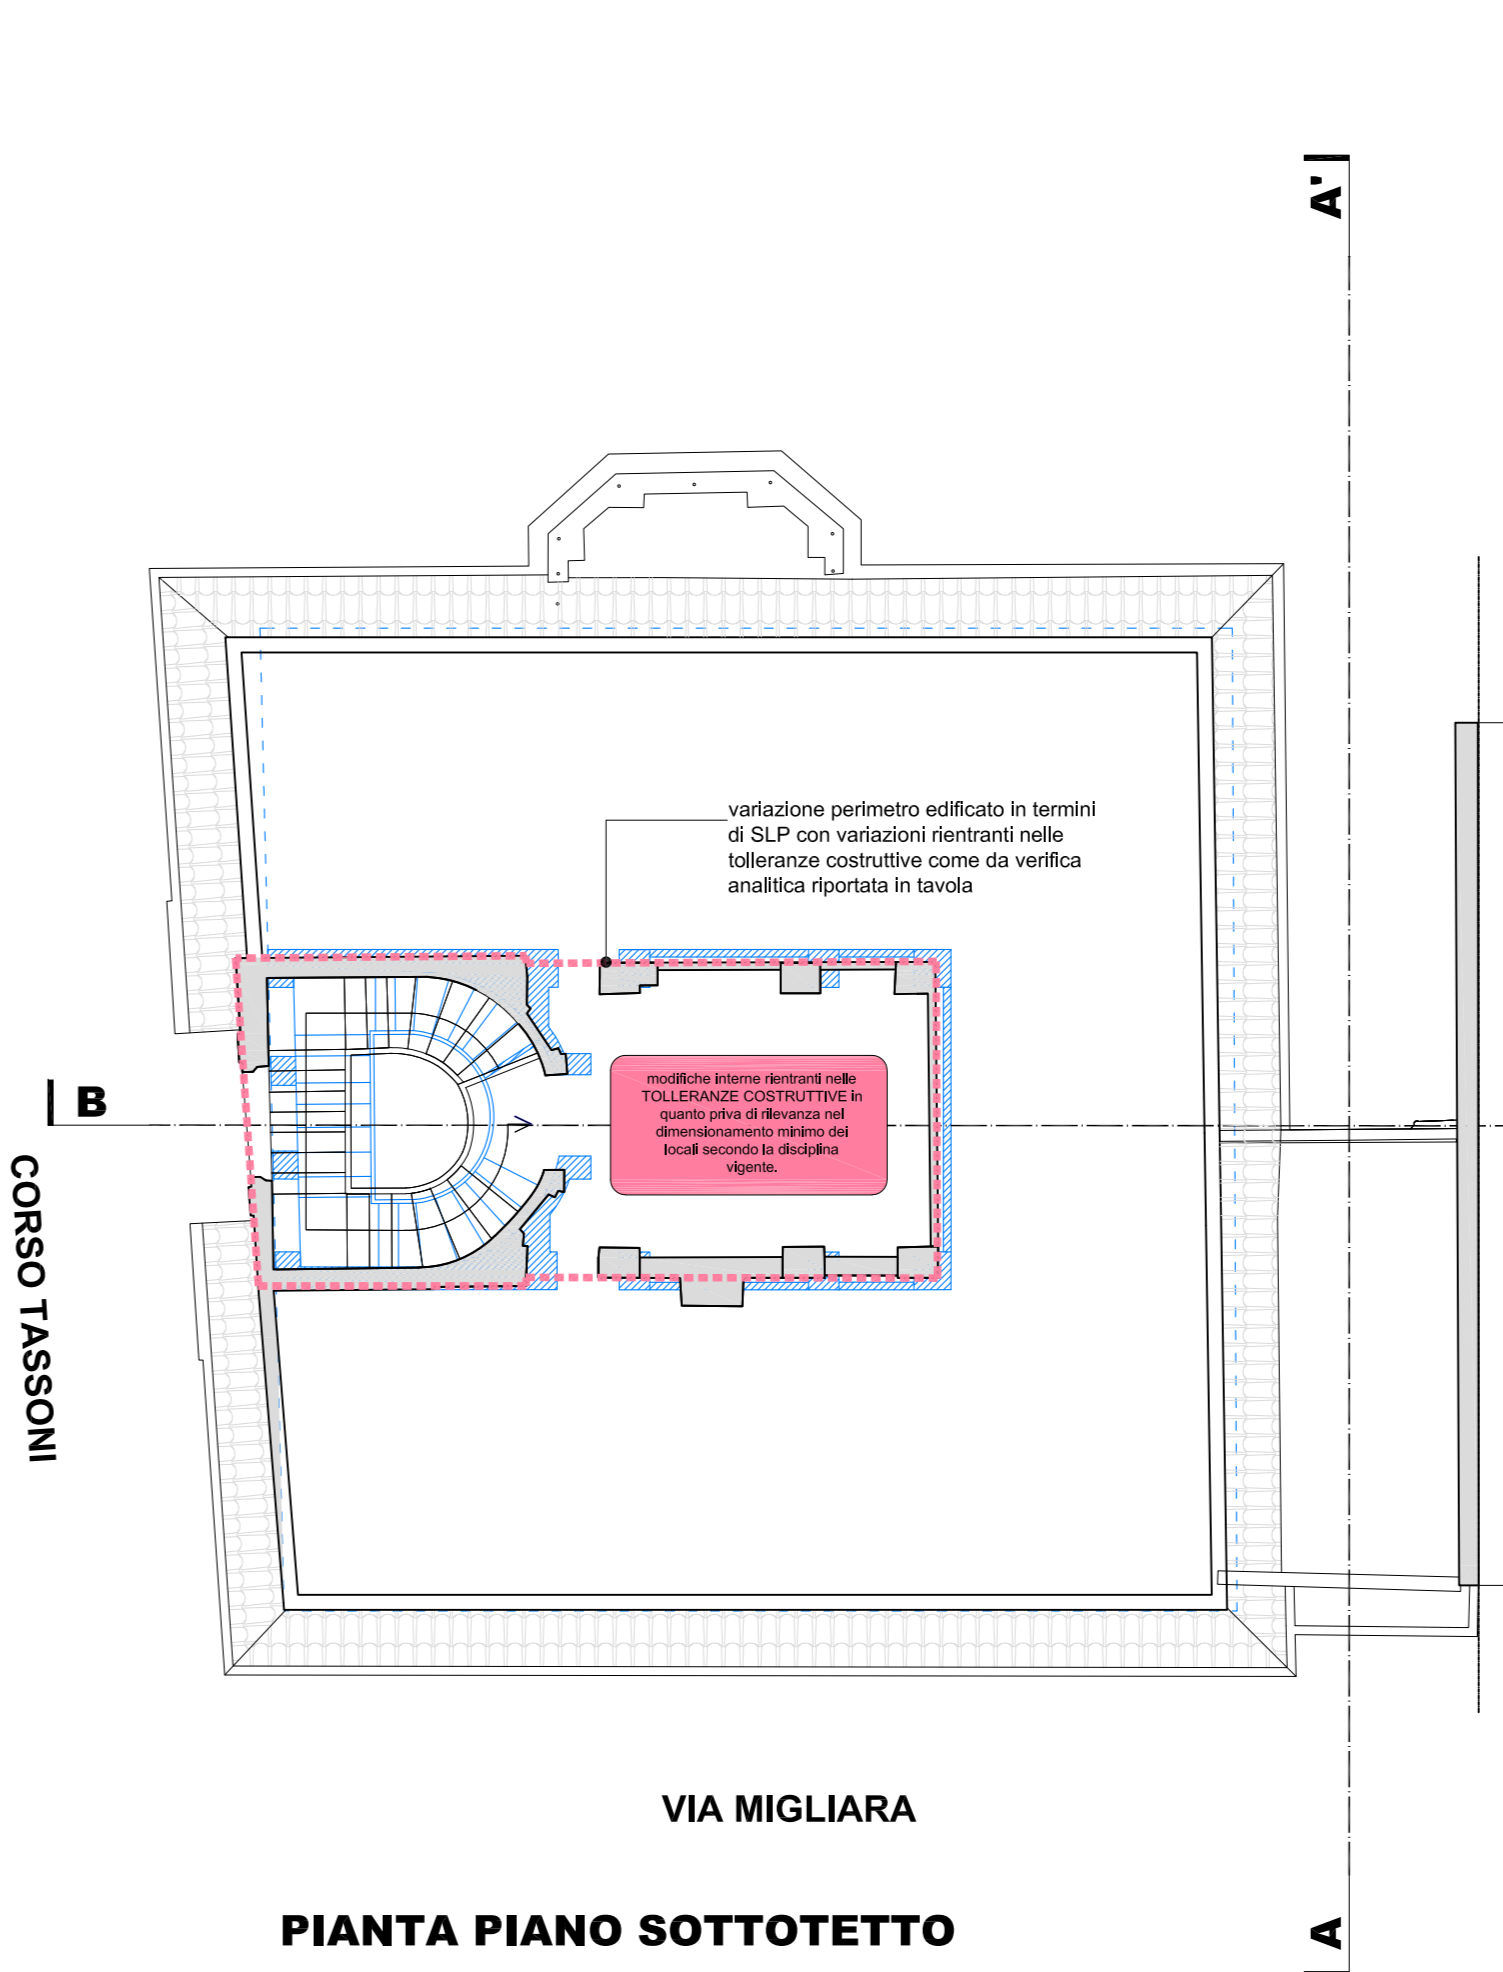 A'
variazione perimetro edificato in termini
di SLP con variazioni rientranti nelle
tolleranze costruttive come da verifica
analitica riportata in tavola
modifiche interne rientranti nelle
TOLLERANZE COSTRUTTIVE in
quanto priva di rilevanza nel
dimensionamento minimo dei
locali secondo la disciplina
vigente.
B
CORSO TASSONI
VIA MIGLIARA
PIANTA PIANO SOTTOTETTO
A